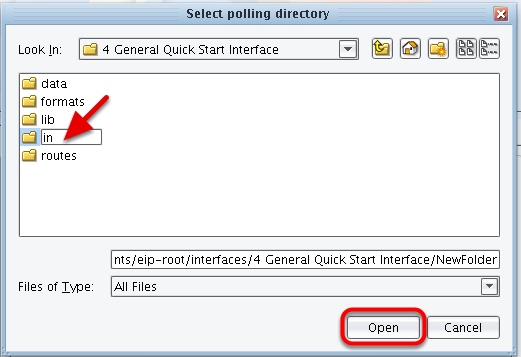 Select polling directory
Look In: 4 General Quick Start Interface
data
formats
lib
in
routes
nts/eip-root/interfaces/4 General Quick Start Interface/NewFolder
Files of Type: All Files
Open Cancel